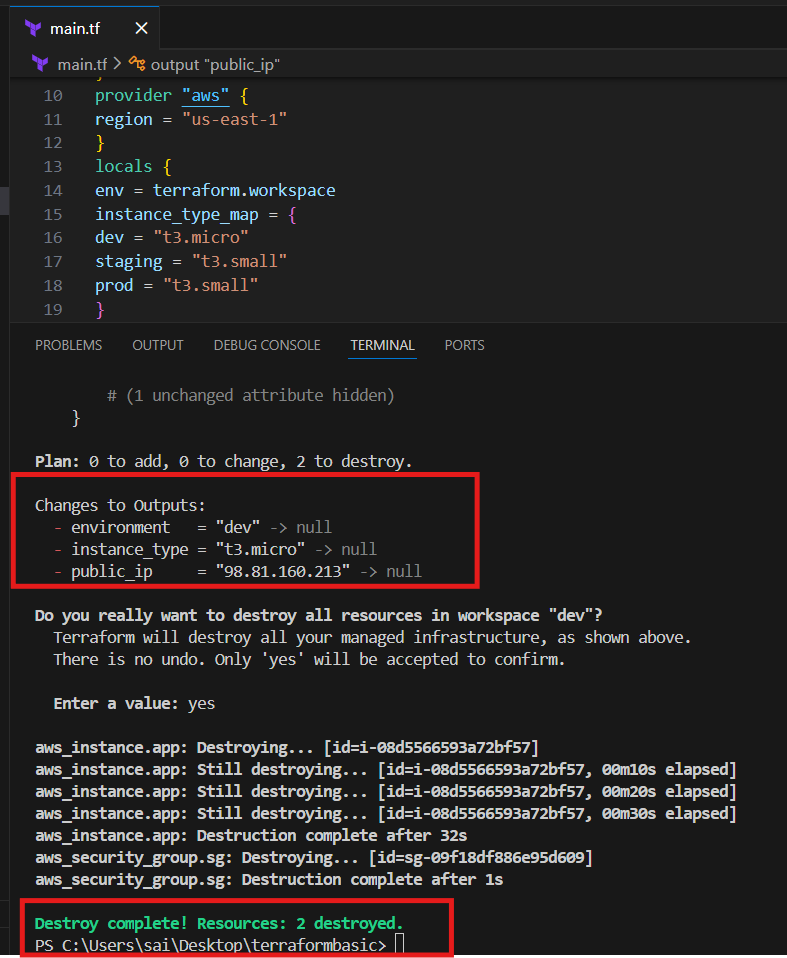 main.tf
main.tf > output "public_ip"
}
10 provider "aws" {
11 region = "us-east-1"
12 }
13 locals {
14 env = terraform.workspace
15 instance_type_map = {
16 dev = "t3.micro"
17 staging = "t3.small"
18 prod = "t3.small"
19 }
PROBLEMS OUTPUT DEBUG CONSOLE TERMINAL PORTS
# (1 unchanged attribute hidden)
}
Plan: 0 to add, 0 to change, 2 to destroy.
Changes to Outputs:
- environment = "dev" -> null
- instance_type = "t3.micro" -> null
- public_ip = "98.81.160.213" -> null
Do you really want to destroy all resources in workspace "dev"?
Terraform will destroy all your managed infrastructure, as shown above.
There is no undo. Only 'yes' will be accepted to confirm.
Enter a value: yes
aws_instance.app: Destroying... [id=i-08d5566593a72bf57]
aws_instance.app: Still destroying... [id=i-08d5566593a72bf57, 00m10s elapsed]
aws_instance.app: Still destroying... [id=i-08d5566593a72bf57, 00m20s elapsed]
aws_instance.app: Still destroying... [id=i-08d5566593a72bf57, 00m30s elapsed]
aws_instance.app: Destruction complete after 32s
aws_security_group.sg: Destroying... [id=sg-09f18df886e95d609]
aws_security_group.sg: Destruction complete after 1s
Destroy complete! Resources: 2 destroyed.
PS C:\Users\sai\Desktop\terraformbasic>